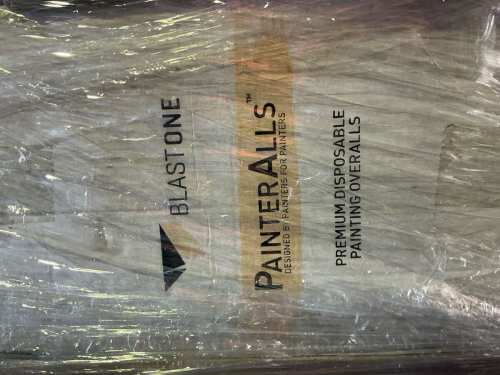 BLASTONE
PAINTERALLS™
DESIGNED BY PAINTERS FOR PAINTERS
PREMIUM DISPOSABLE
PAINTING OVERALLS